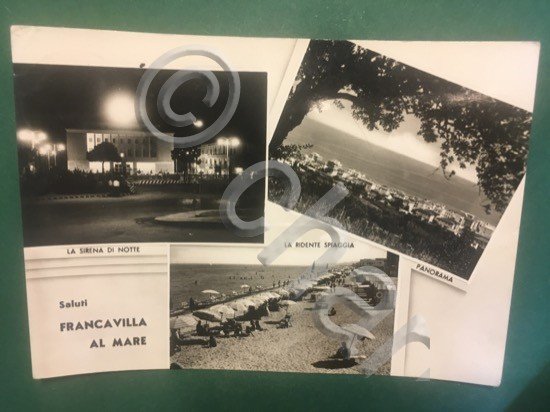 LA SIRENA DI NOTTE
LA RIDENTE SPIAGGIA
PANORAMA
Saluti
FRANCAVILLA
AL MARE